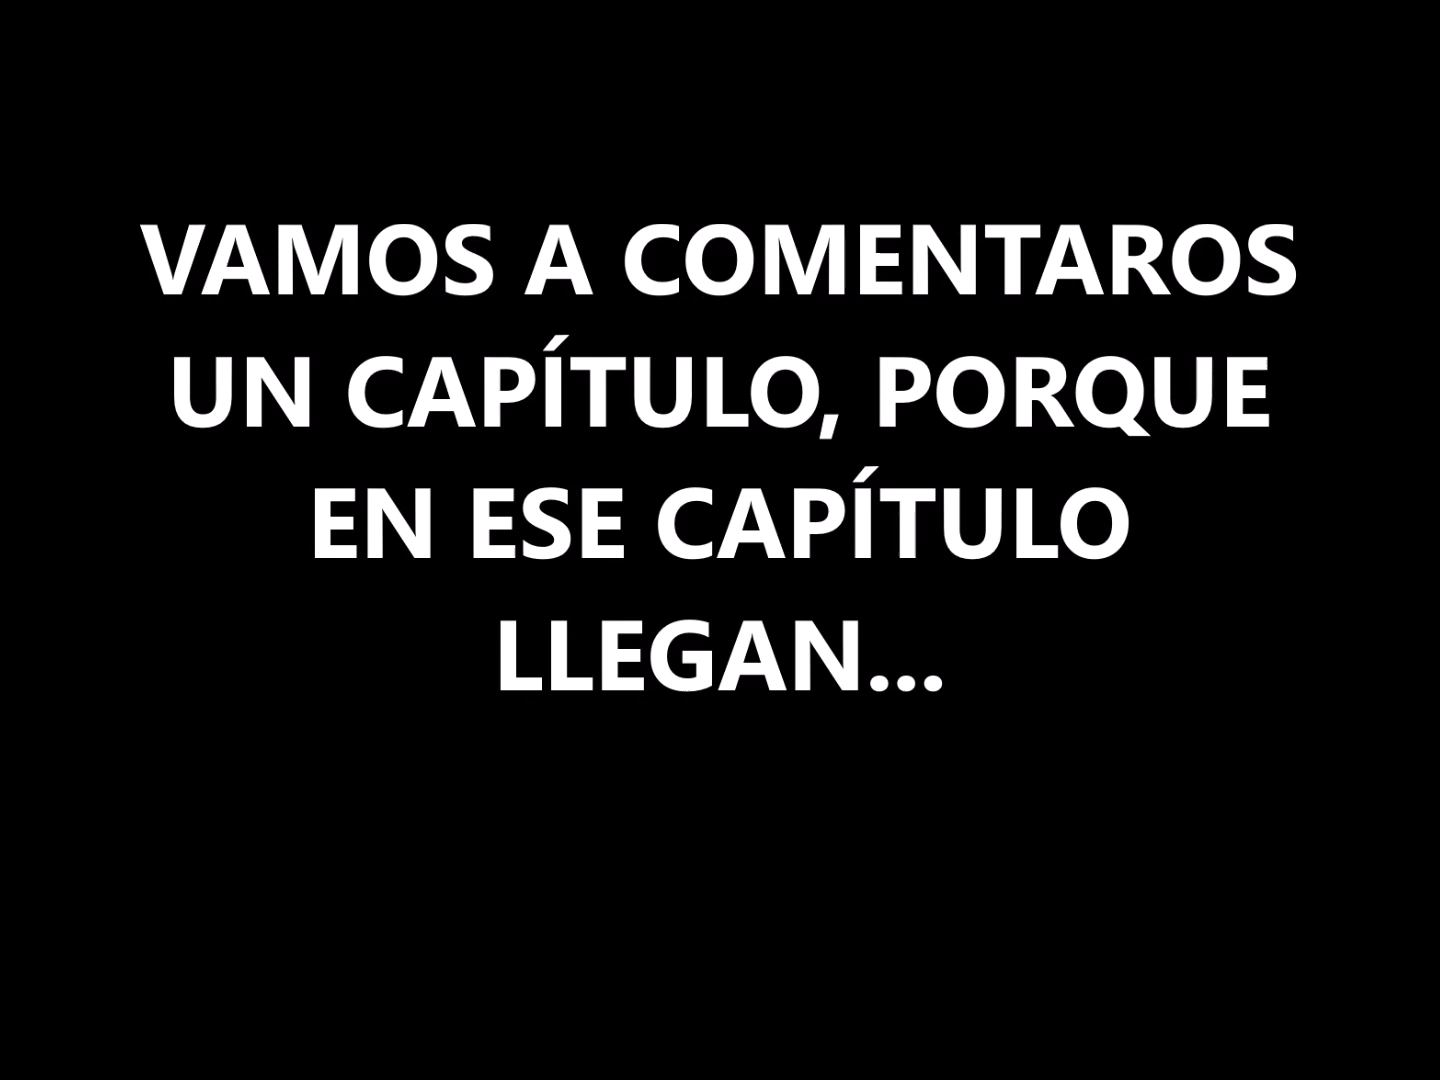 VAMOS A COMENTAROS
UN CAPÍTULO, PORQUE
EN ESE CAPÍTULO
LLEGAN...